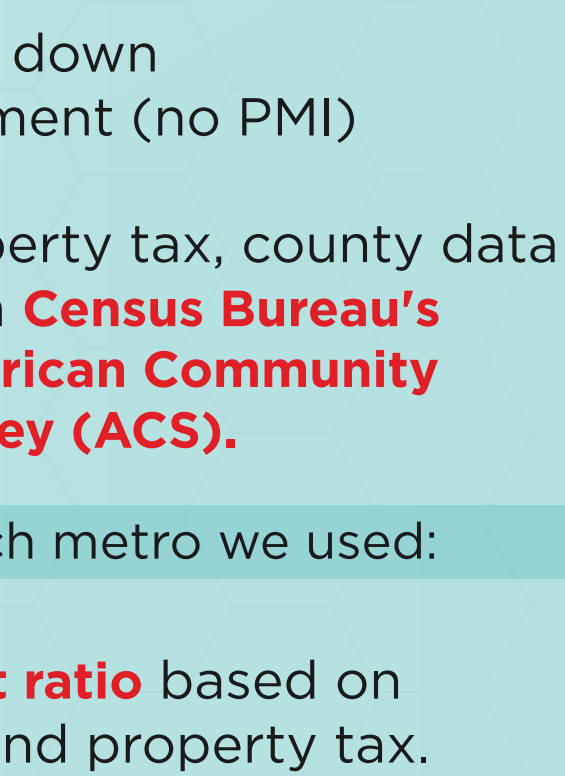 down
ment (no PMI)
perty tax, county data
Census Bureau's
rican Community
ey (ACS).
ch metro we used:
t ratio based on
nd property tax.